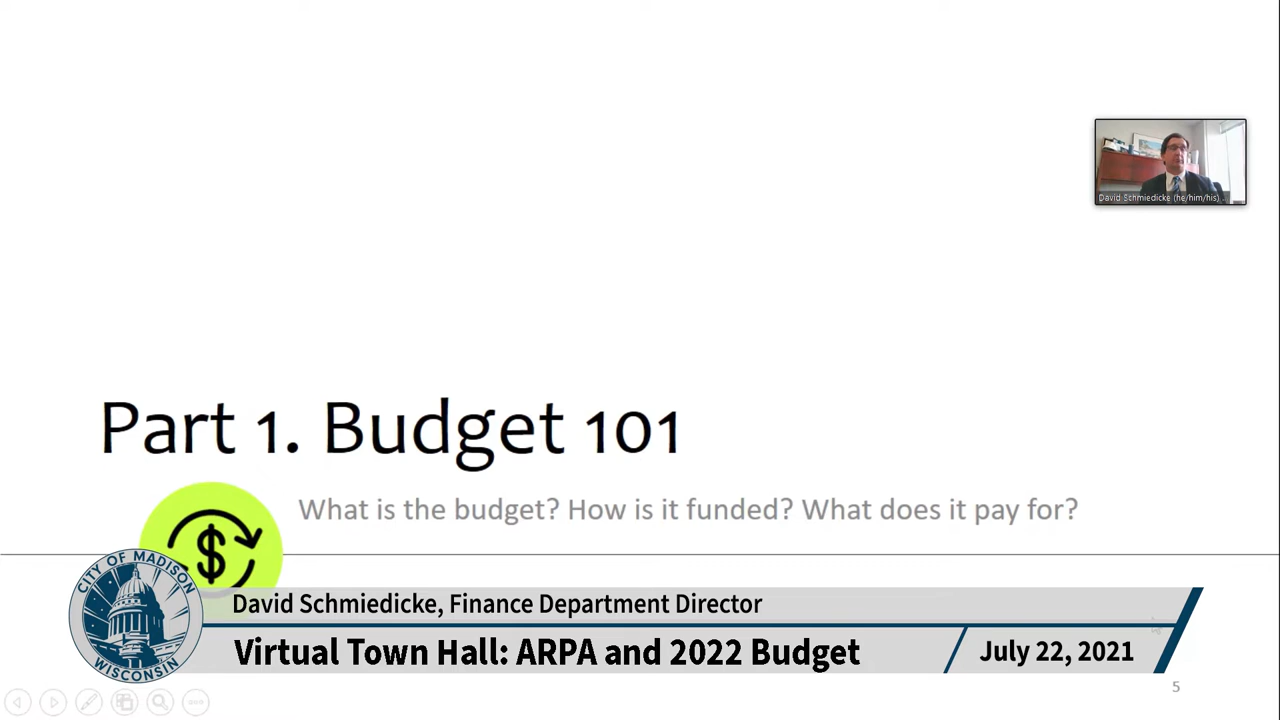 David Schmiedicke (he/him/his)
Part 1. Budget 101
What is the budget? How is it funded? What does it pay for?
$
CITY OF MADISON
WISCONSIN
David Schmiedicke, Finance Department Director
Virtual Town Hall: ARPA and 2022 Budget
July 22, 2021
5